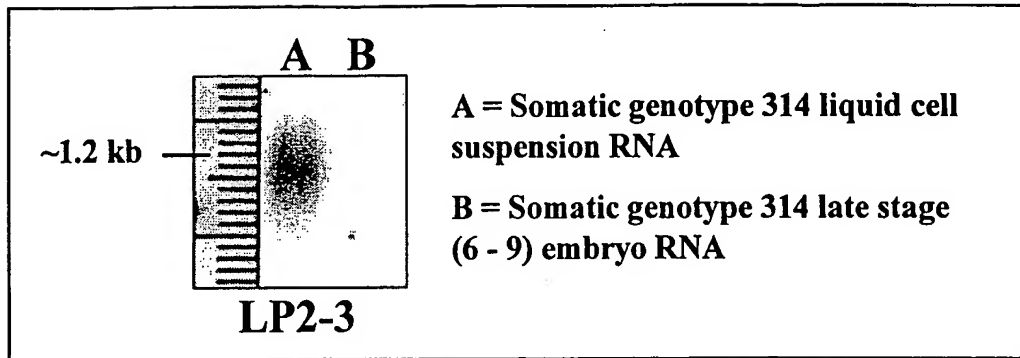 A B
~1.2 kb
LP2-3
A = Somatic genotype 314 liquid cell
suspension RNA
B = Somatic genotype 314 late stage
(6 - 9) embryo RNA